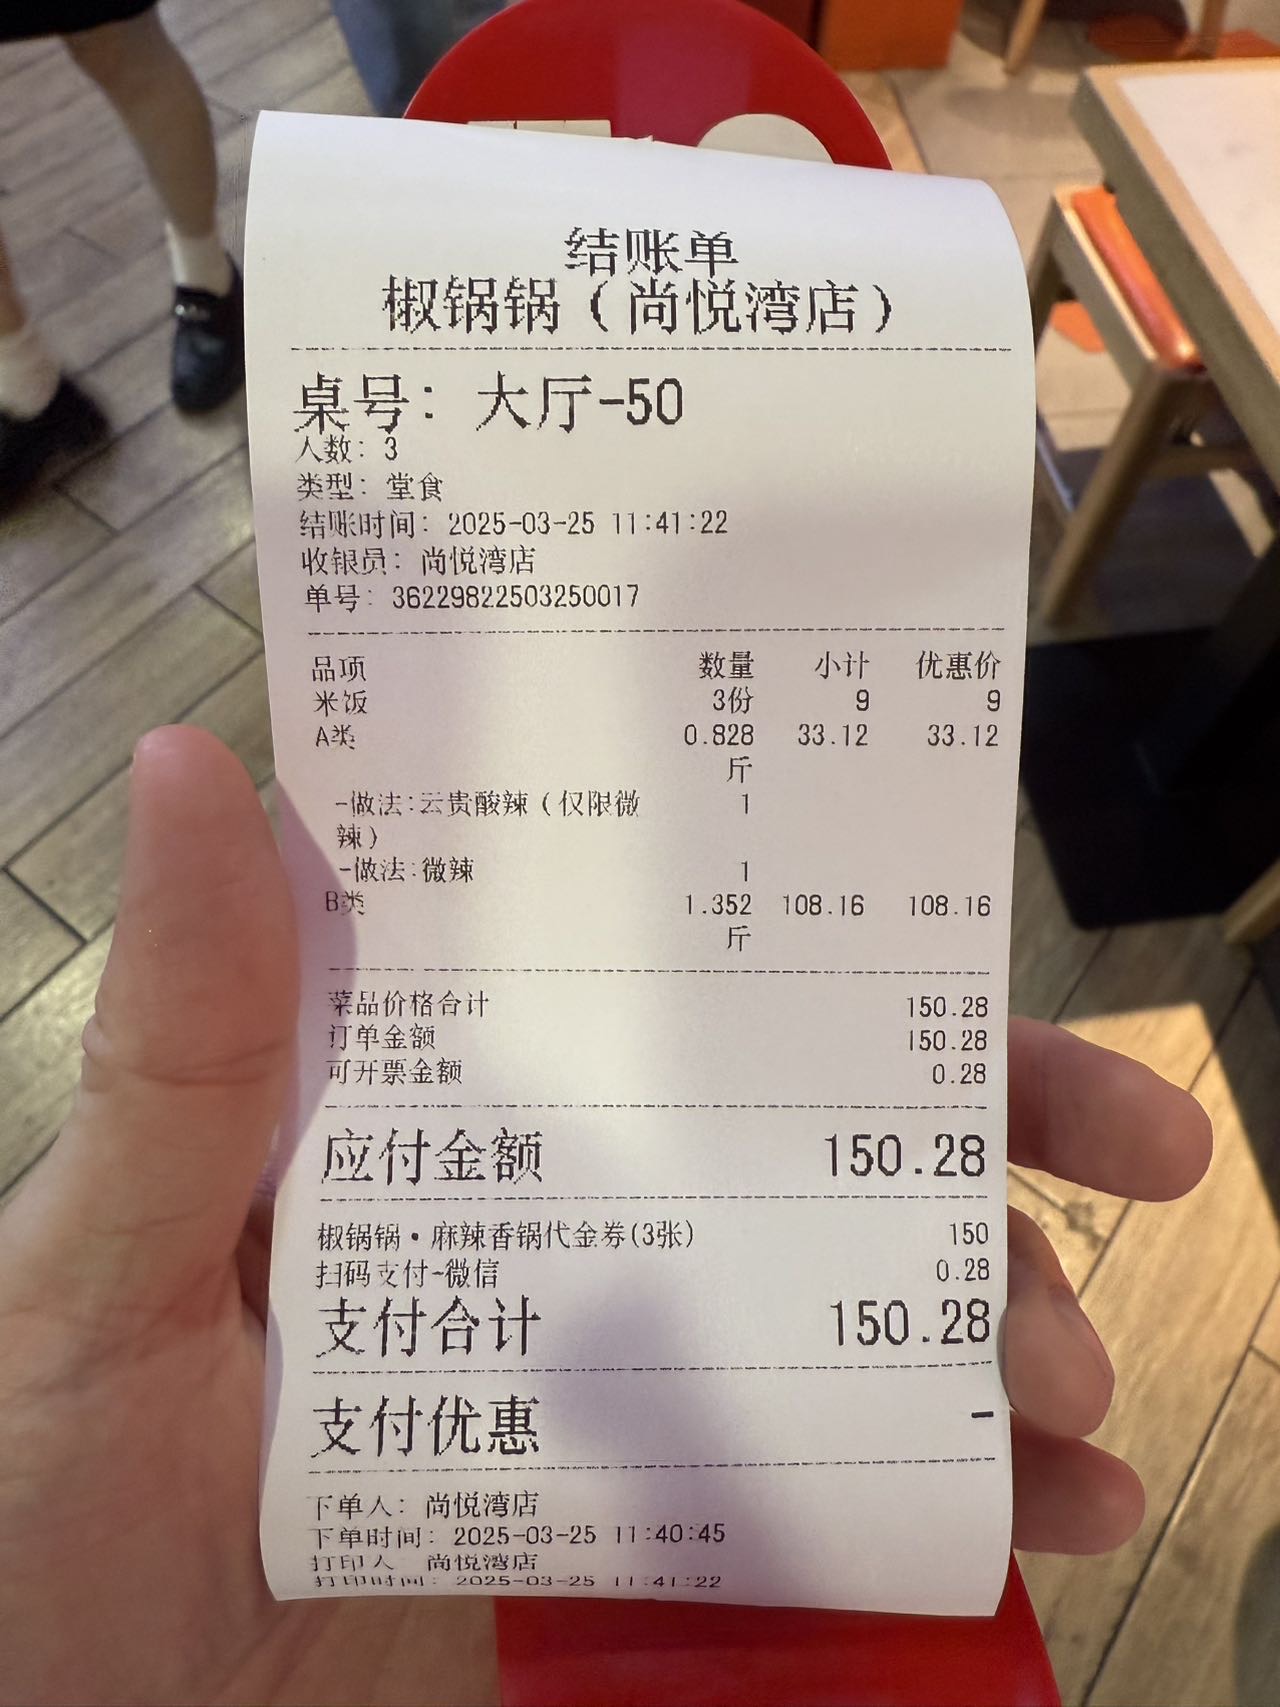 结账单
椒锅锅（尚悦湾店）
桌号： 大厅-50
人数：3
类型：堂食
结账时间：2025-03-25 11:41:22
收银员：尚悦湾店
单号：36229822503250017
品项 数量 小计 优惠价
米饭 3份 9 9
A类 0.828 33.12 33.12
斤
-做法:云贵酸辣（仅限微 1
辣）
-做法:微辣 1
B类 1.352 108.16 108.16
斤
菜品价格合计 150.28
订单金额 150.28
可开票金额 0.28
应付金额 150.28
椒锅锅·麻辣香锅代金券(3张) 150
扫码支付-微信 0.28
支付合计 150.28
支付优惠 -
下单人：尚悦湾店
下单时间：2025-03-25 11:40:45
打印人 尚悦湾店
打印时间：2025-03-25 11:41:22